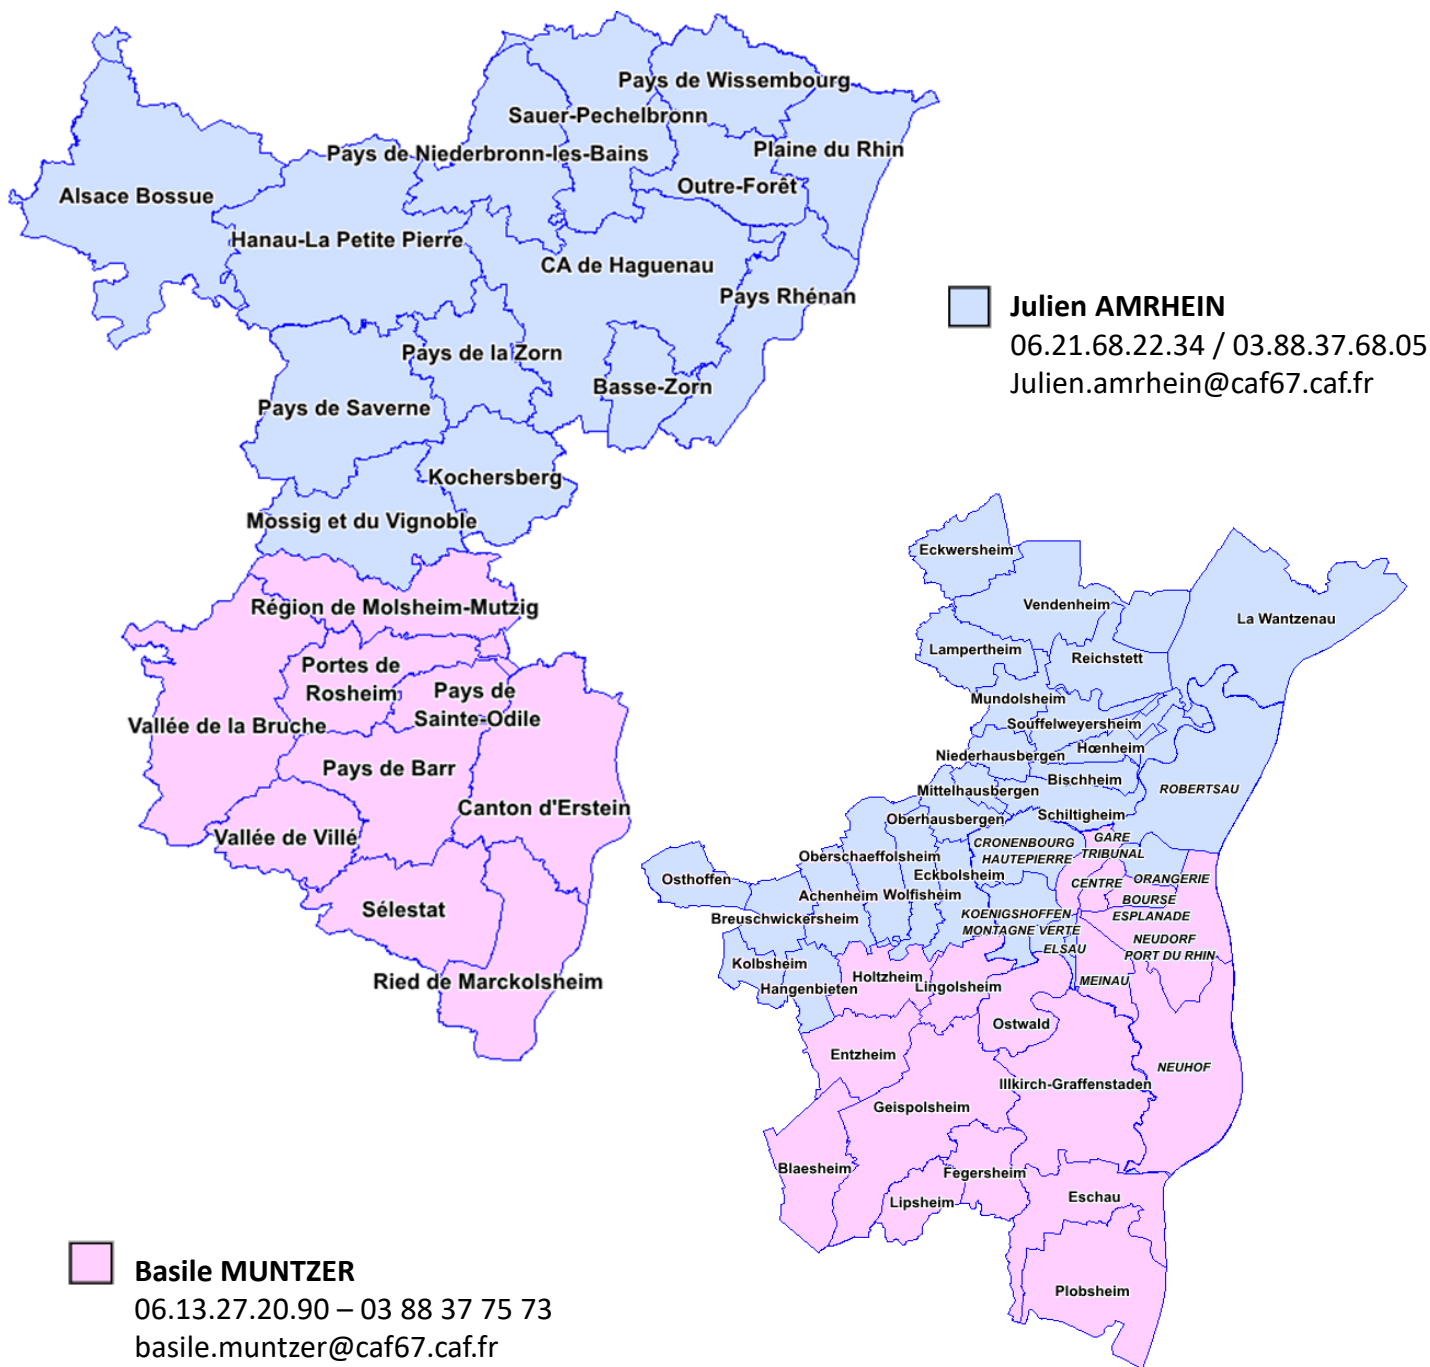 Pays de Wissembourg
Sauer-Pechelbronn
Pays de Niederbronn-les-Bains
Plaine du Rhin
Alsace Bossue
Outre-Forêt
Hanau-La Petite Pierre
CA de Haguenau
Pays Rhénan
Pays de la Zorn
Basse-Zorn
Pays de Saverne
Kochersberg
Mossig et du Vignoble
Région de Molsheim-Mutzig
Portes de
Rosheim
Pays de
Sainte-Odile
Vallée de la Bruche
Pays de Barr
Canton d'Erstein
Vallée de Villé
Sélestat
Ried de Marckolsheim
Julien AMRHEIN
06.21.68.22.34 / 03.88.37.68.05
Julien.amrhein@caf67.caf.fr
Eckwersheim
Vendenheim
La Wantzenau
Lampertheim
Reichstett
Mundolsheim
Souffelweyersheim
Niederhausbergen
Hœnheim
Bischheim
Mittelhausbergen
ROBERTSAU
Oberhausbergen
Schiltigheim
CRONENBOURG
HAUTEPIERRE
GARE
TRIBUNAL
Oberschaeffolsheim
Eckbolsheim
Osthoffen
Achenheim
Wolfisheim
CENTRE
ORANGERIE
BOURSE
ESPLANADE
Breuschwickersheim
KOENIGSHOFFEN
MONTAGNE VERTE
ELSAU
NEUDORF
PORT DU RHIN
Kolbsheim
Hangenbieten
Holtzheim
Lingolsheim
MEINAU
Ostwald
Entzheim
NEUHOF
Illkirch-Graffenstaden
Geispolsheim
Blaesheim
Fegersheim
Lipsheim
Eschau
Plobsheim
Basile MUNTZER
06.13.27.20.90 – 03 88 37 75 73
basile.muntzer@caf67.caf.fr